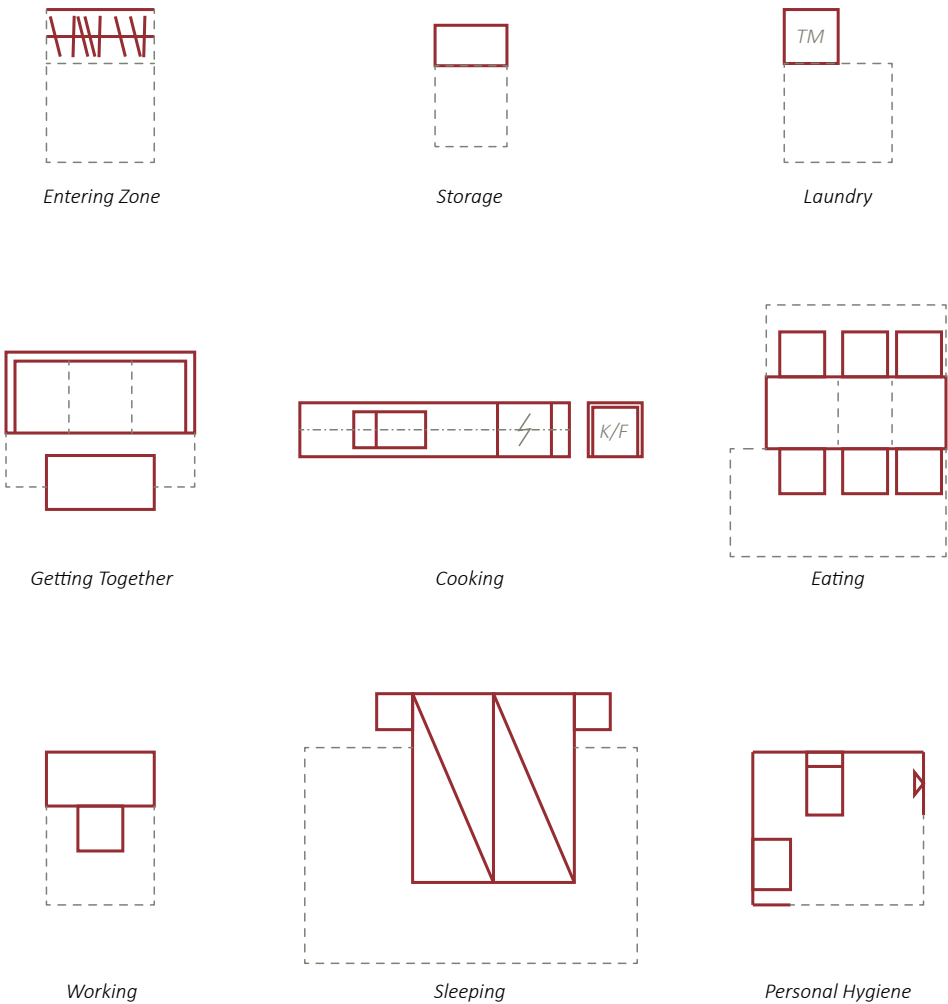 TM
Entering Zone
Storage
Laundry
K/F
Getting Together
Cooking
Eating
Working
Sleeping
Personal Hygiene